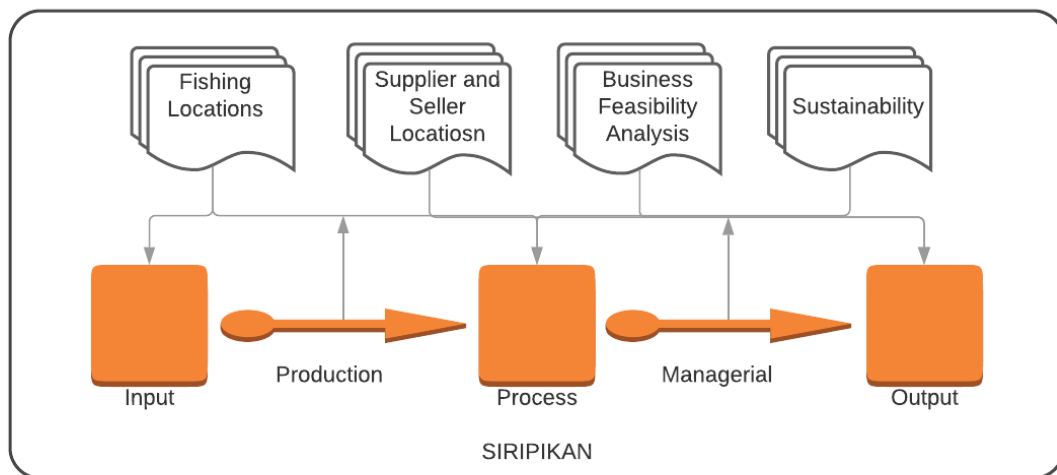 Fishing
Locations
Supplier and
Seller
Locatiosn
Business
Feasibility
Analysis
Sustainability
Production
Managerial
Input
Process
Output
SIRIPIKAN